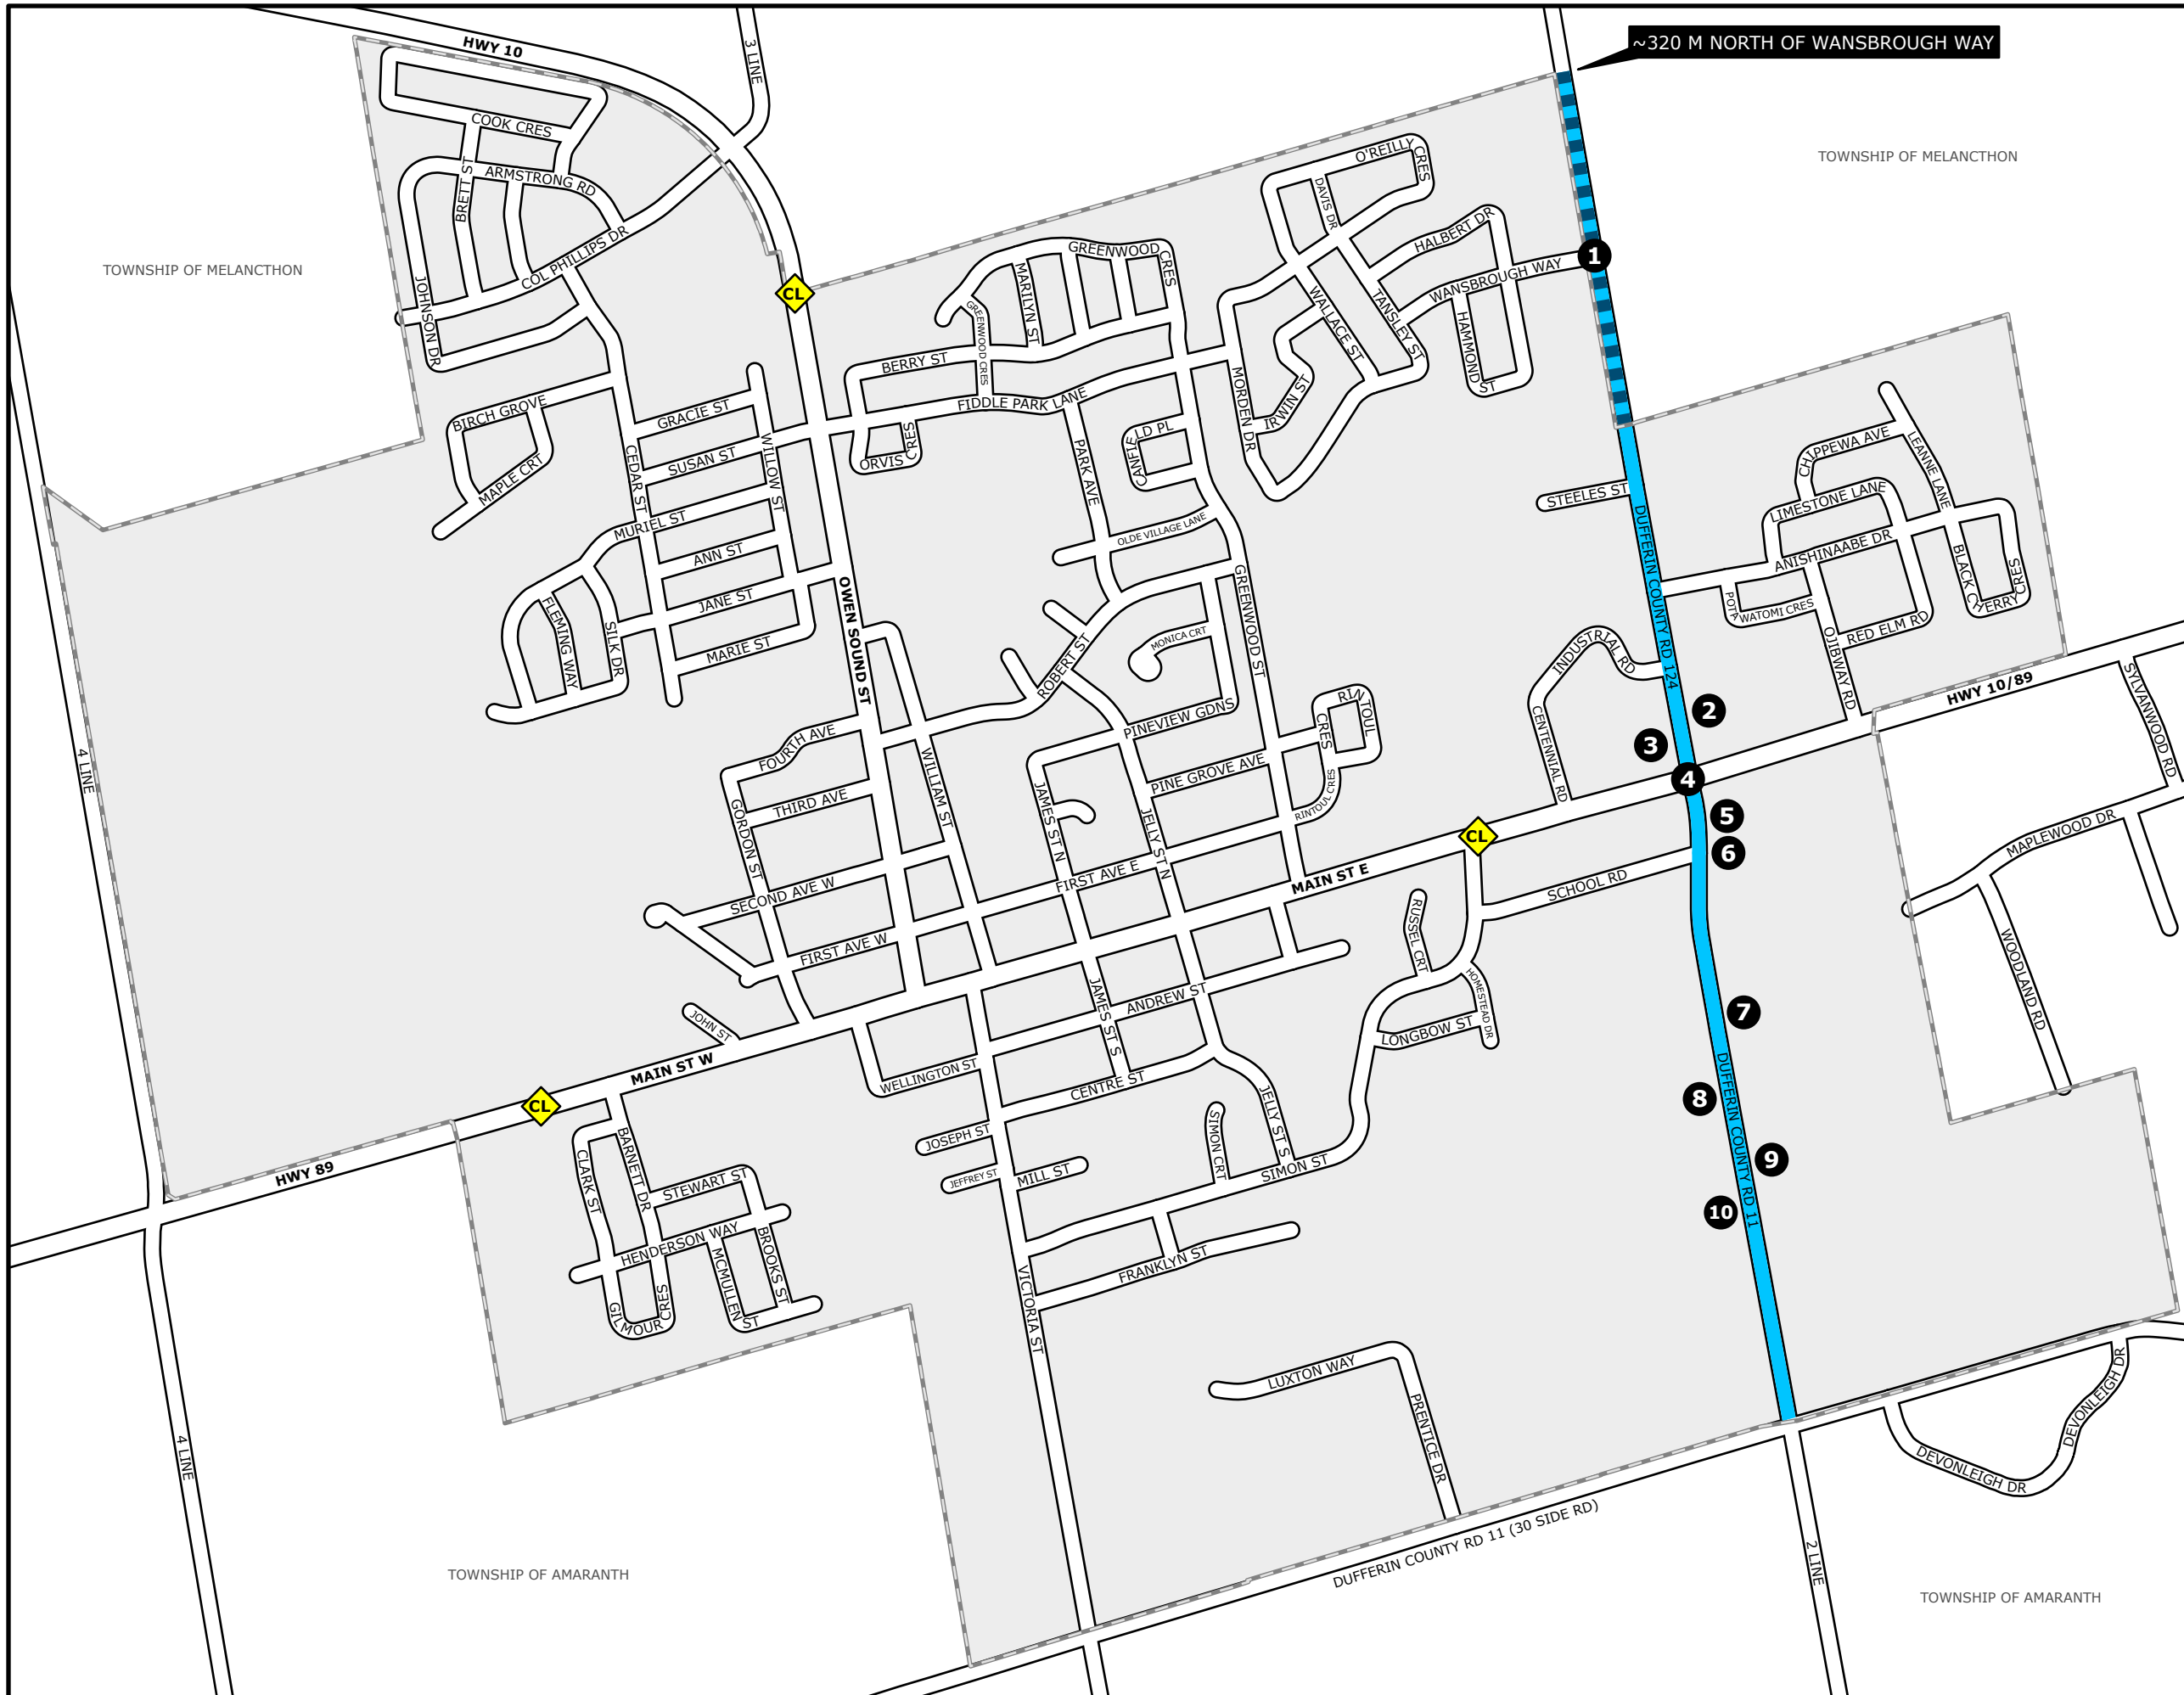 HWY 10
3 LINE
~320 M NORTH OF WANSBROUGH WAY
TOWNSHIP OF MELANCTHON
TOWNSHIP OF MELANCTHON
COOK CRES
BRETT ST
ARMSTRONG RD
COL PHILLIPS DR
JOHNSON DR
O'REILLY CRES
DAVIS DR
HALBERT DR
WANSBROUGH WAY
1
CL
GREENWOOD CRES
MARILYN ST
GREENWOOD CRES
WALLACE ST
TANSLEY ST
HAMMOND ST
BERRY ST
MORDEN DR
IRWIN ST
FIDDLE PARK LANE
BIRCH GROVE
MAPLE CRT
GRACIE ST
CEDAR ST
SUSAN ST
WILLOW ST
ORVIS CRES
PARK AVE
CANFIELD PL
STEELES ST
CHIPPEWA AVE
LEANNE LANE
LIMESTONE LANE
MURIEL ST
ANN ST
OLDE VILLAGE LANE
DUFFERIN COUNTY RD 124
ANISHINAABE DR
BLACK CHERRY CRES
POTAWATOMI CRES
RED ELM RD
OJIBWAY RD
JANE ST
FLEMING WAY
SILK DR
MARIE ST
OWEN SOUND ST
GREENWOOD ST
MONICA CRT
ROBERT ST
INDUSTRIAL RD
CENTENNIAL RD
2
3
4
HWY 10/89
SYLVANWOOD RD
4 LINE
FOURTH AVE
PINEVIEW GDNS
RINTOUL CRES
WILLIAM ST
THIRD AVE
GORDON ST
PINE GROVE AVE
RINTOUL CRES
JAMES ST N
JELLY ST N
5
6
CL
MAPLEWOOD DR
SECOND AVE W
FIRST AVE E
MAIN ST E
SCHOOL RD
FIRST AVE W
RUSSEL CRT
HOMESTEAD DR
WOODLAND RD
JOHN ST
ANDREW ST
JAMES ST S
LONGBOW ST
7
MAIN ST W
WELLINGTON ST
CENTRE ST
CL
HWY 89
8
DUFFERIN COUNTY RD 11
9
10
JOSEPH ST
JEFFREY ST
MILL ST
SIMON CRT
JELLY ST S
SIMON ST
CLARK ST
BARNETT DR
STEWART ST
HENDERSON WAY
BROOKS ST
MCMULLEN ST
GILMOUR CRES
FRANKLYN ST
VICTORIA ST
LUXTON WAY
PRENTICE DR
DEVONLEIGH DR
DEVONLEIGH DR
4 LINE
DUFFERIN COUNTY RD 11 (30 SIDE RD)
2 LINE
TOWNSHIP OF AMARANTH
TOWNSHIP OF AMARANTH